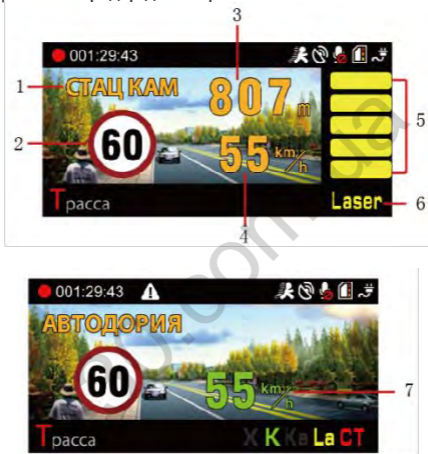 3
001:29:43
1
СТАЦ КАМ
807 m
5
2
60
55 km/h
Трасса
Laser
6
4
001:29:43
АВТОДОРИЯ
60
55 km/h
7
Трасса
X K Ka La CT